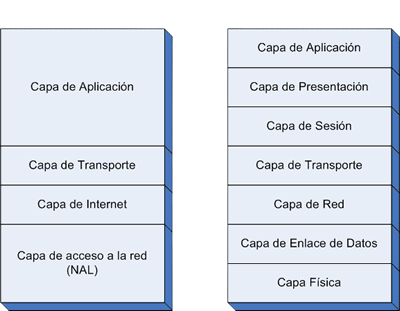 Capa de Aplicación
Capa de Transporte
Capa de Internet
Capa de acceso a la red
(NAL)
Capa de Aplicación
Capa de Presentación
Capa de Sesión
Capa de Transporte
Capa de Red
Capa de Enlace de Datos
Capa Física